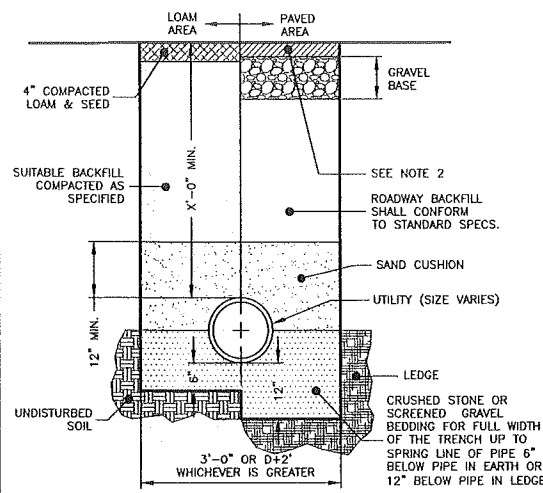 LOAM
AREA
PAVED
AREA
4" COMPACTED
LOAM & SEED
GRAVEL
BASE
SUITABLE BACKFILL
COMPACTED AS
SPECIFIED
X'-0" MIN.
SEE NOTE 2
ROADWAY BACKFILL
SHALL CONFORM
TO STANDARD SPECS.
SAND CUSHION
12" MIN.
UTILITY (SIZE VARIES)
6"
12"
LEDGE
UNDISTURBED
SOIL
CRUSHED STONE OR
SCREENED GRAVEL
BEDDING FOR FULL WIDTH
OF THE TRENCH UP TO
SPRING LINE OF PIPE 6"
BELOW PIPE IN EARTH OR
12" BELOW PIPE IN LEDGE
3'-0" OR D+2'
WHICHEVER IS GREATER